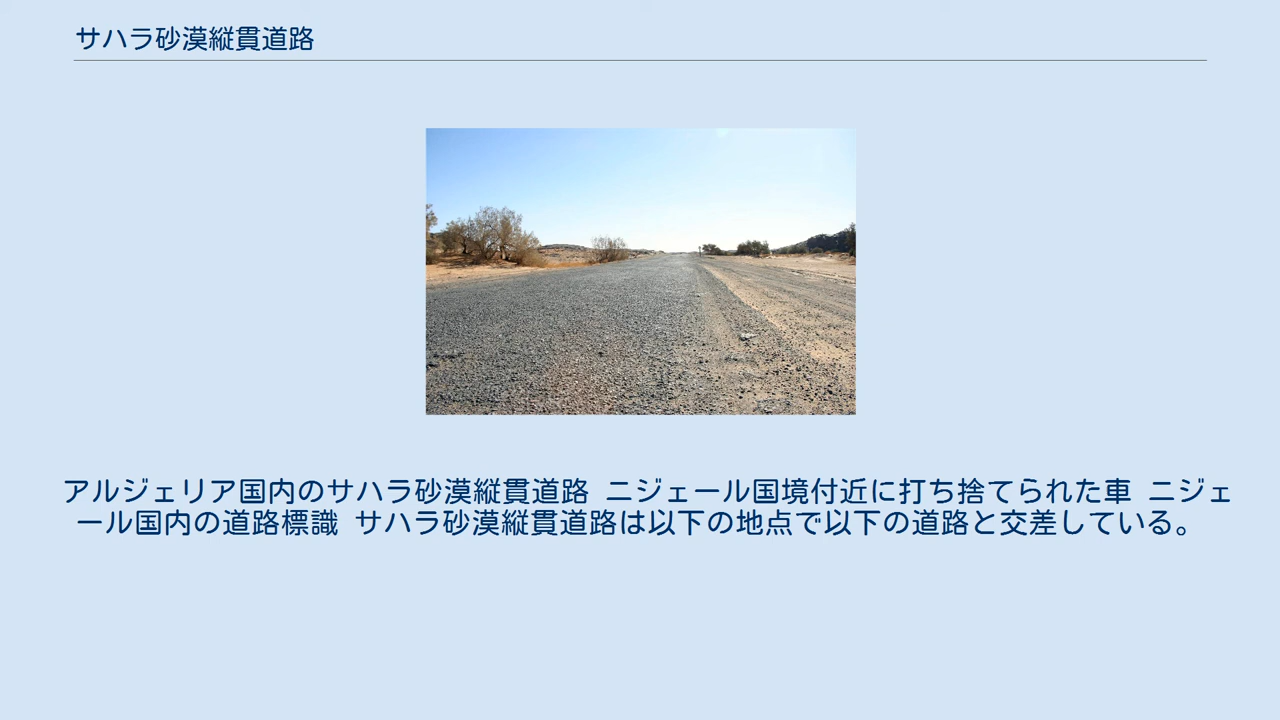 サハラ砂漠縦貫道路
アルジェリア国内のサハラ砂漠縦貫道路 ニジェール国境付近に打ち捨てられた車 ニジェ
ール国内の道路標識 サハラ砂漠縦貫道路は以下の地点で以下の道路と交差している。